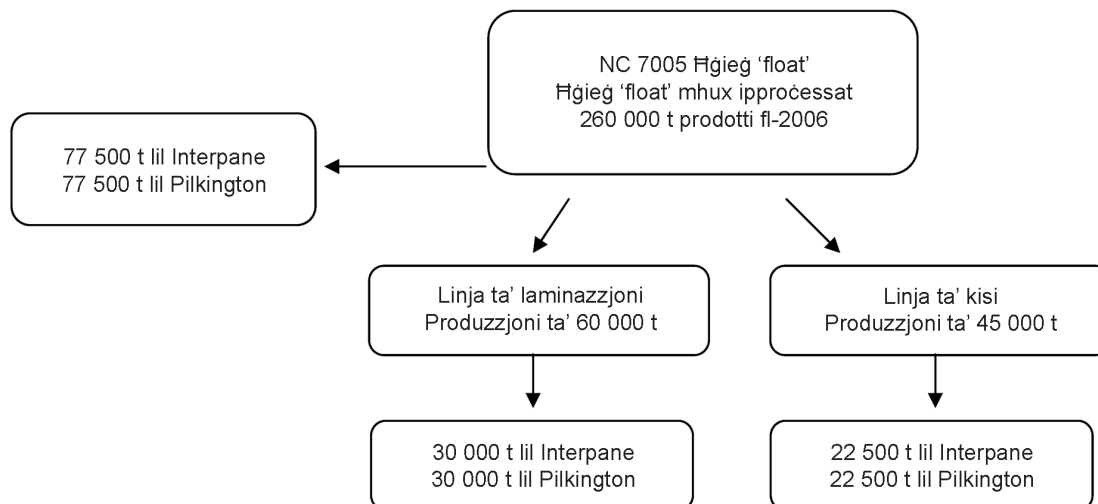 NC 7005 Ħġieġ ‘float’
Ħġieġ ‘float’ mhux ipproċessat
260 000 t prodotti fl-2006
77 500 t lil Interpane
77 500 t lil Pilkington
Linja ta’ laminazzjoni
Produzzjoni ta’ 60 000 t
Linja ta’ kisi
Produzzjoni ta’ 45 000 t
30 000 t lil Interpane
30 000 t lil Pilkington
22 500 t lil Interpane
22 500 t lil Pilkington